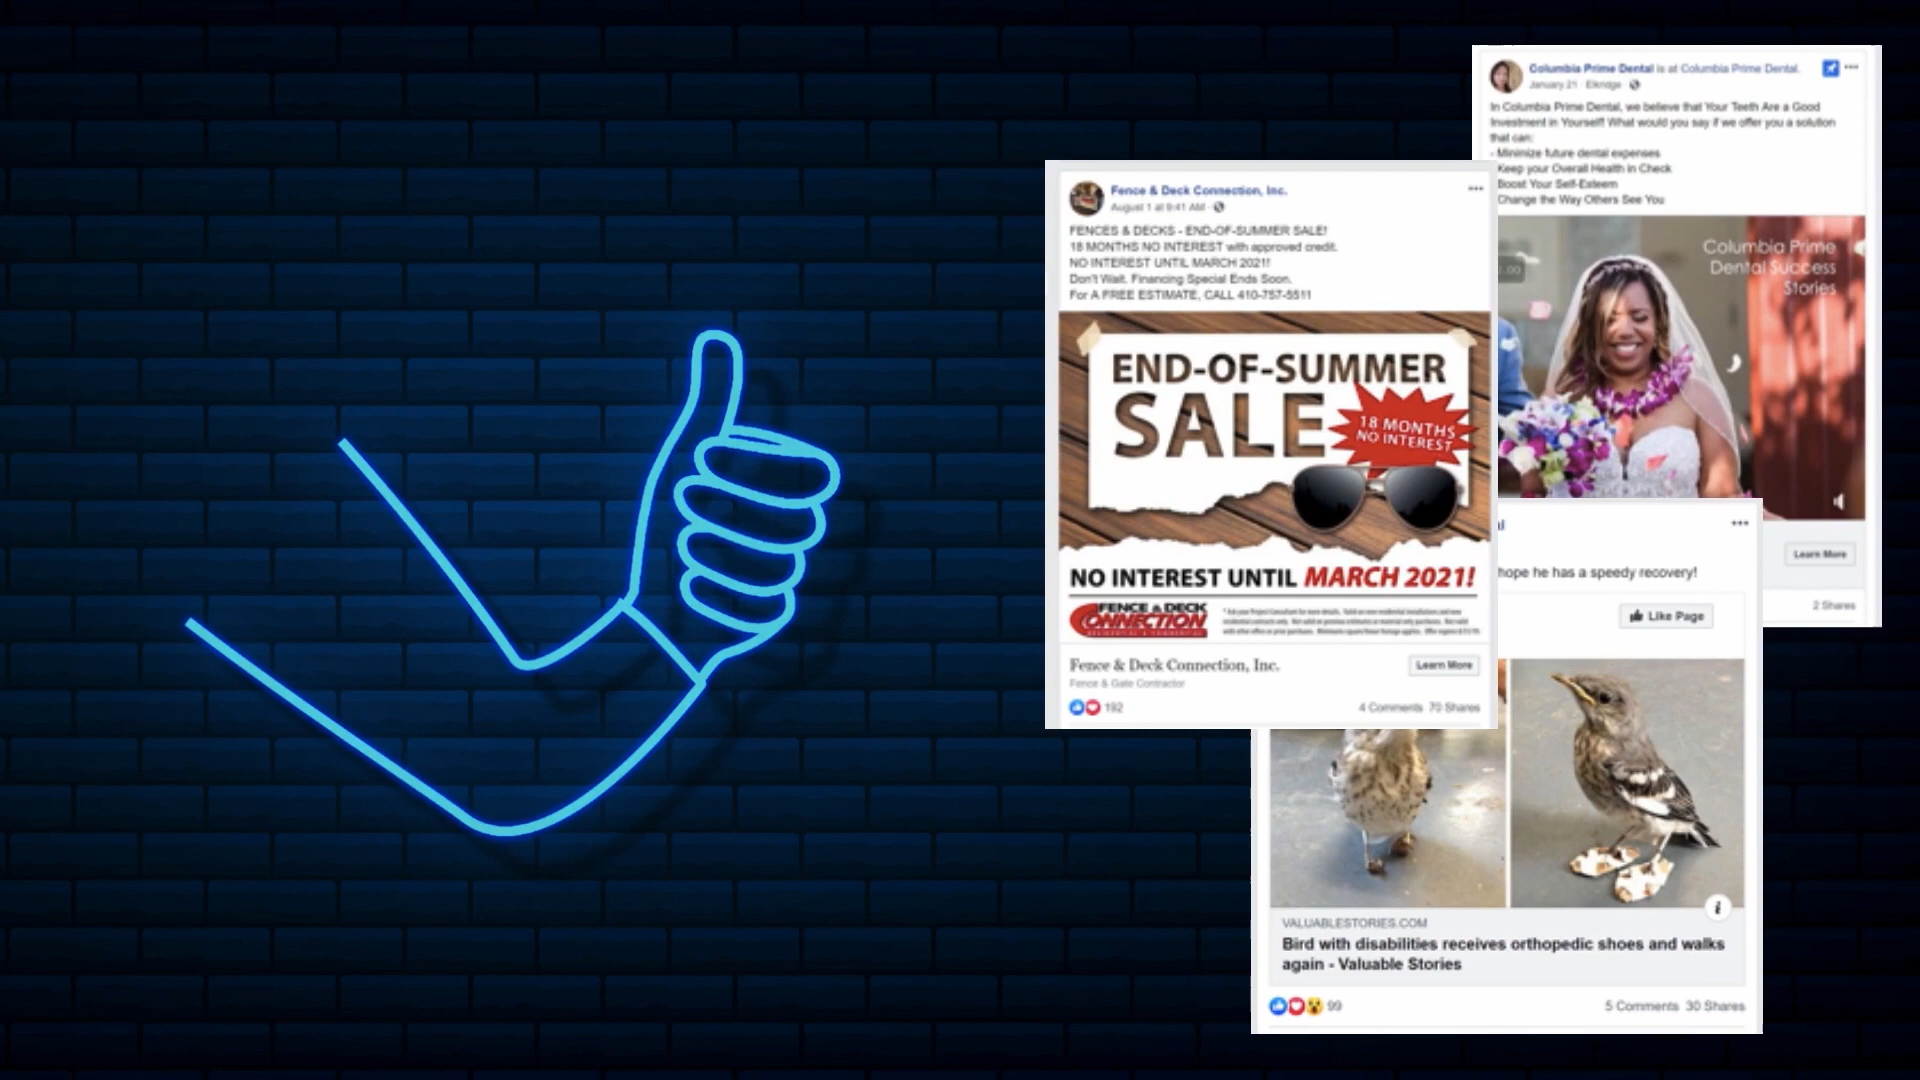 Columbia Prime Dental is at Columbia Prime Dental.
January 21 · Elkridge
In Columbia Prime Dental, we believe that Your Teeth Are a Good
Investment in Yourself! What would you say if we offer you a solution
that can:
- Minimize future dental expenses
Keep your Overall Health in Check
Boost Your Self-Esteem
Change the Way Others See You
Columbia Prime
Dental Success
Stories
Learn More
2 Shares
Fence & Deck Connection, Inc.
August 1 at 9:41 AM ·
FENCES & DECKS - END-OF-SUMMER SALE!
18 MONTHS NO INTEREST with approved credit.
NO INTEREST UNTIL MARCH 2021!
Don't Wait. Financing Special Ends Soon.
For A FREE ESTIMATE, CALL 410-757-5511
END-OF-SUMMER
SALE
18 MONTHS
NO INTEREST
NO INTEREST UNTIL MARCH 2021!
FENCE & DECK
CONNECTION
RESIDENTIAL & COMMERCIAL
Fence & Deck Connection, Inc.
Learn More
Fence & Gate Contractor
192
4 Comments 70 Shares
hope he has a speedy recovery!
Like Page
VALUABLESTORIES.COM
Bird with disabilities receives orthopedic shoes and walks
again - Valuable Stories
99
5 Comments 30 Shares